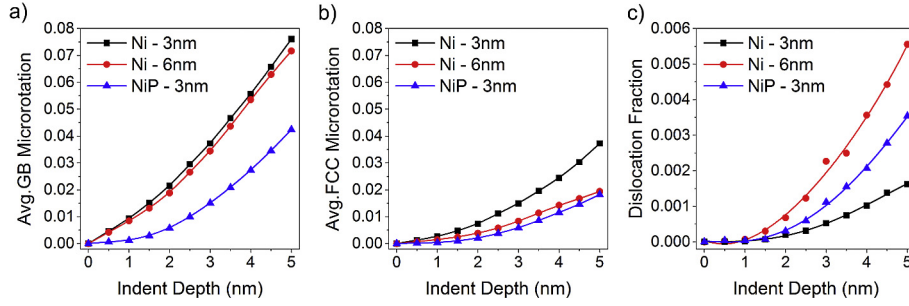 a)
Avg.GB Microrotation
0.08
0.07
0.06
0.05
0.04
0.03
0.02
0.01
0.00
Ni - 3nm
Ni - 6nm
NiP - 3nm
0 1 2 3 4 5
Indent Depth (nm)
b)
Avg.FCC Microtation
0.08
0.07
0.06
0.05
0.04
0.03
0.02
0.01
0.00
Ni - 3nm
Ni - 6nm
NiP - 3nm
0 1 2 3 4 5
Indent Depth (nm)
c)
Dislocation Fraction
0.006
0.005
0.004
0.003
0.002
0.001
0.000
Ni - 3nm
Ni - 6nm
NiP - 3nm
0 1 2 3 4 5
Indent Depth (nm)